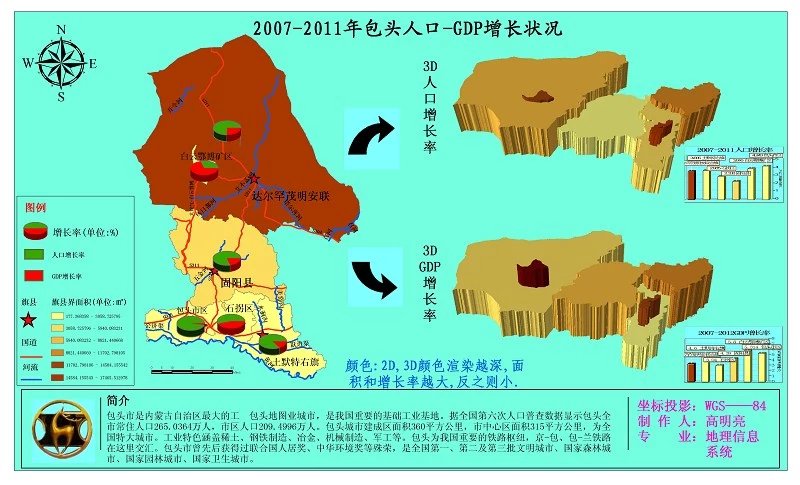 2007-2011年包头人口-GDP增长状况
N
W
E
S
3D
人口增长率
3D
GDP
增长率
2007-2011人口增长率
2007-2012GDP增长率
白云鄂博矿区
达尔罕茂明安联
固阳县
石拐区
包头市区
土默特右旗
图例
增长率(单位:%)
人口增长率
GDP增长率
旗县
旗县界面积(单位:㎡)
国道
河流
颜色:2D,3D颜色渲染越深,面
积和增长率越大,反之则小.
简介
包头市是内蒙古自治区最大的工　包头地图业城市，是我国重要的基础工业基地，据全国第六次人口普查数据显示包头全
市常住人口265.0364万人，市区人口209.4996万人。包头城市建成区面积360平方公里，市中心区面积315平方公里，为全
国特大城市。工业特色涵盖稀土、钢铁制造、冶金、机械制造、军工等。包头为我国重要的铁路枢纽，京-包、包-兰铁路
在这里交汇。包头市曾先后获得过联合国人居奖、中华环境奖等殊荣，是全国第一、第二及第三批文明城市、国家森林城
市、国家园林城市、国家卫生城市。
坐标投影：WGS——84
制 作 人：高明亮
专　　业：地理信息
系统